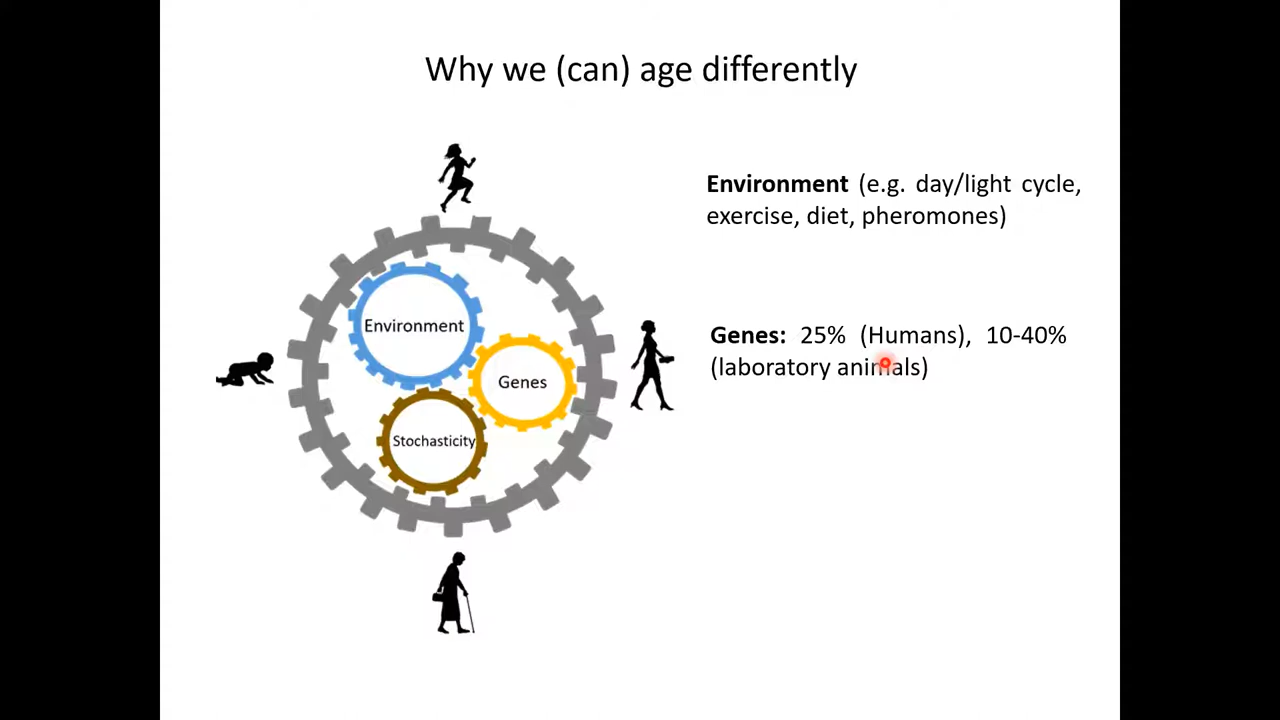 Why we (can) age differently
Environment (e.g. day/light cycle,
exercise, diet, pheromones)
Environment
Genes: 25% (Humans), 10-40%
(laboratory animals)
Genes
Stochasticity